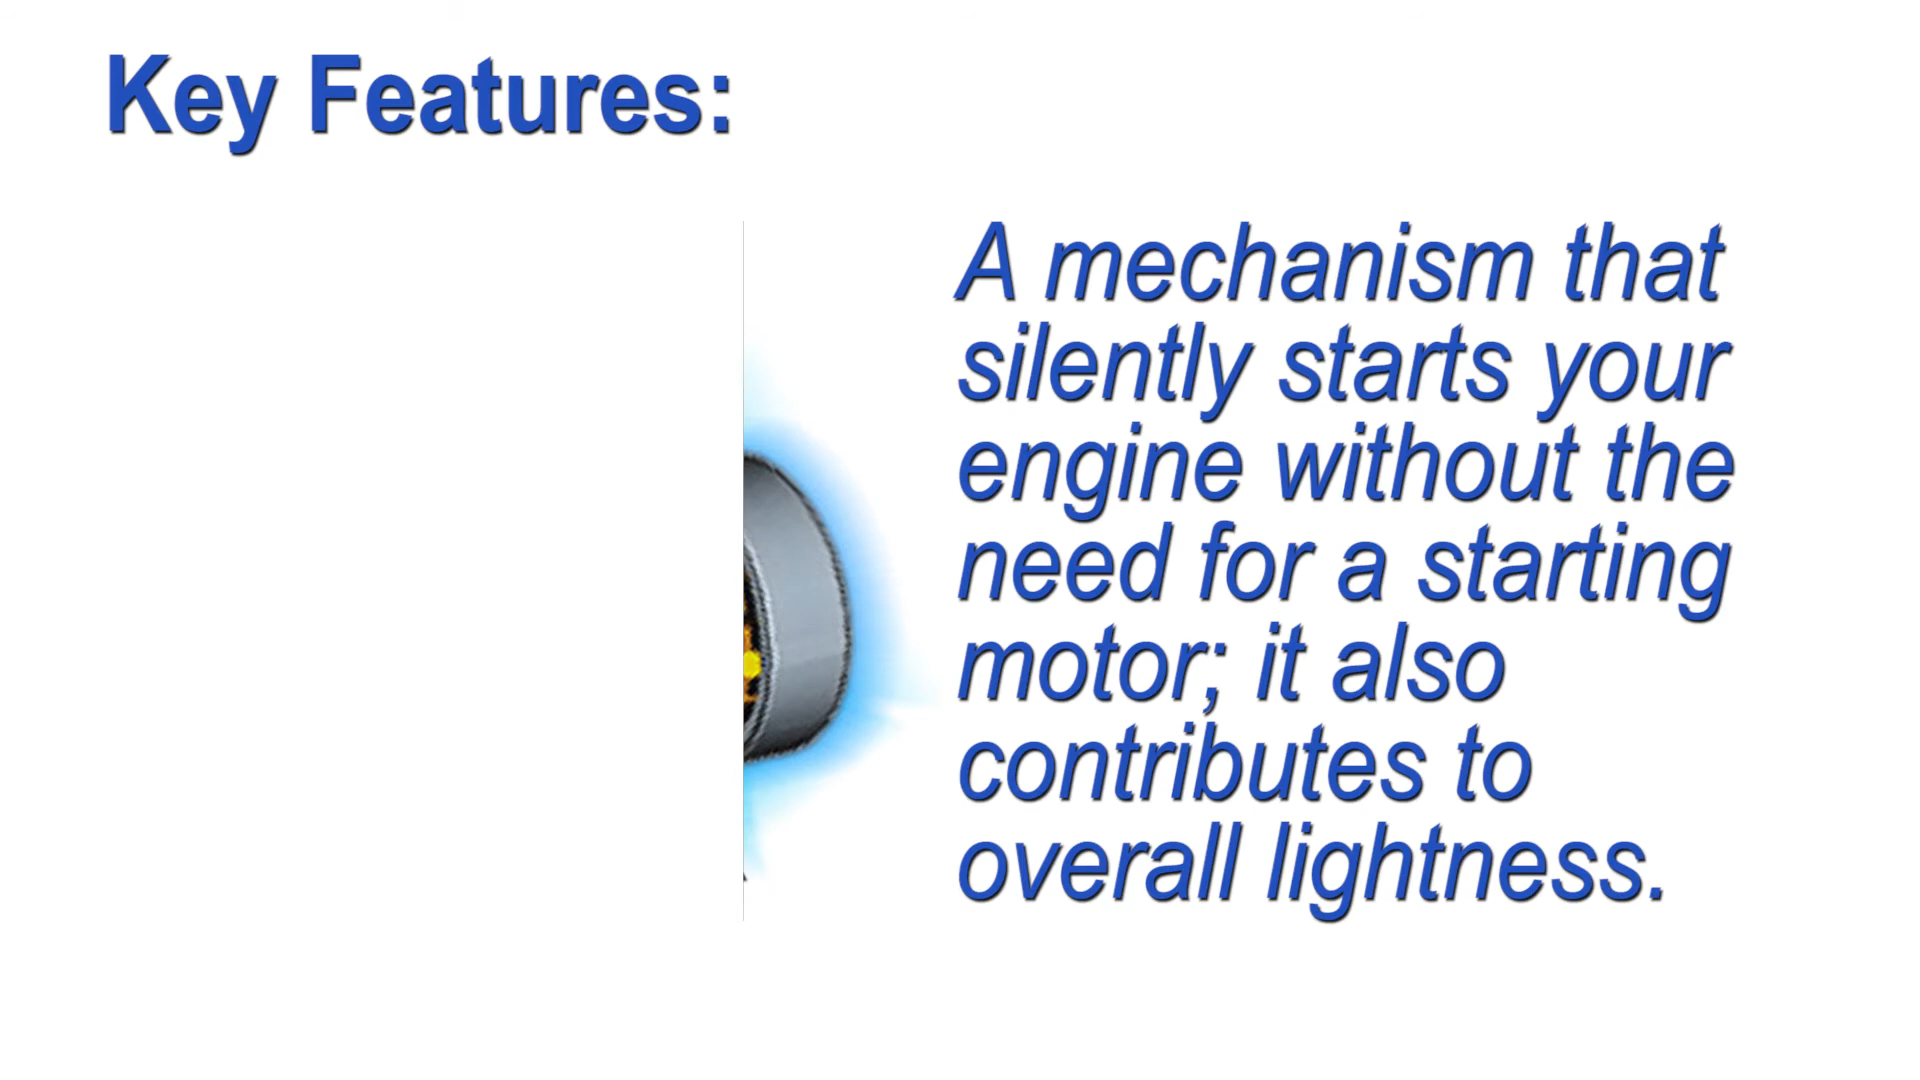 Key Features:
A mechanism that
silently starts your
engine without the
need for a starting
motor; it also
contributes to
overall lightness.